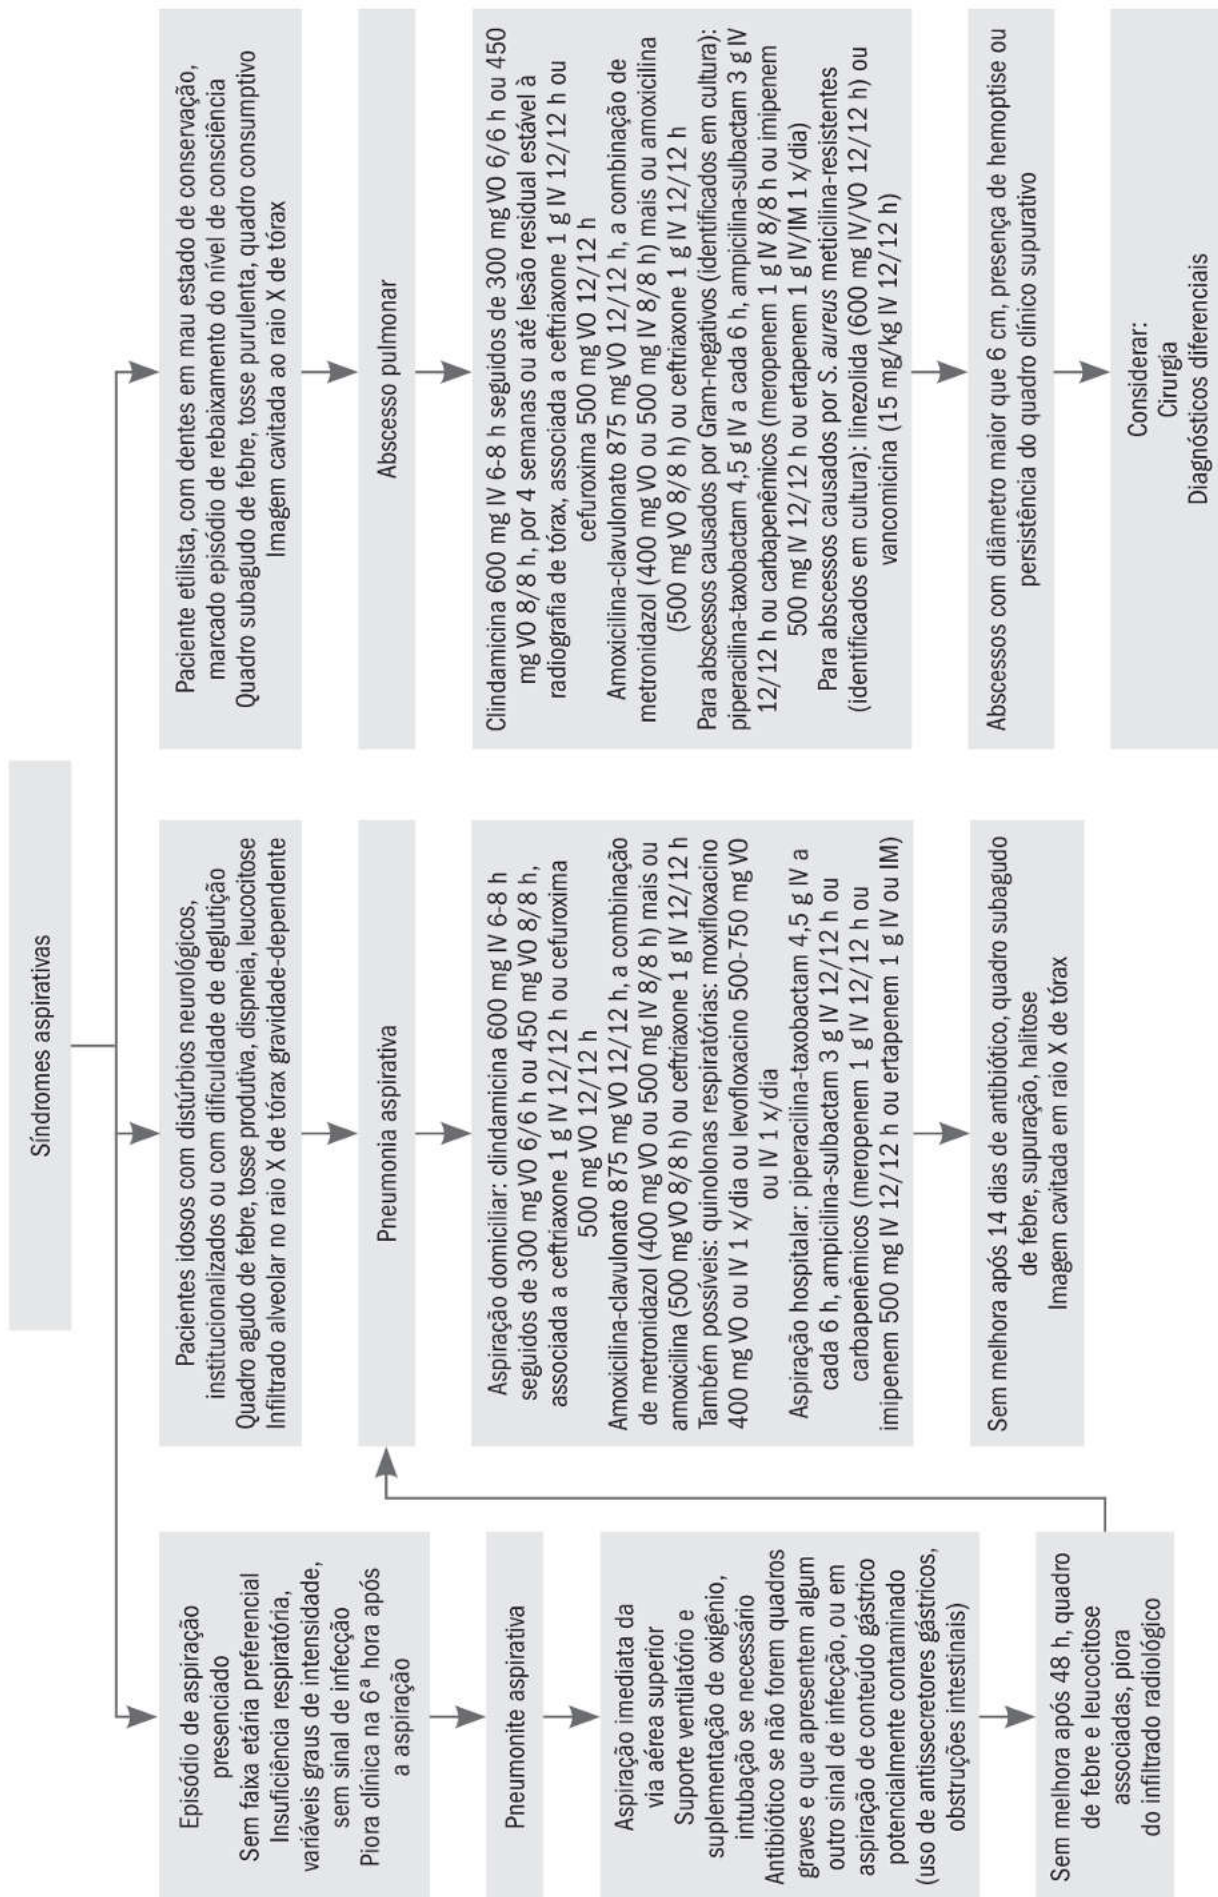 Síndromes aspirativas
Episódio de aspiração
presenciado
Sem faixa etária preferencial
Insuficiência respiratória,
variáveis graus de intensidade,
sem sinal de infecção
Piora clínica na 6ª hora após
a aspiração
Pneumonite aspirativa
Aspiração imediata da
via aérea superior
Suporte ventilatório e
suplementação de oxigênio,
intubação se necessário
Antibiótico se não forem quadros
graves e que apresentem algum
outro sinal de infecção, ou em
aspiração de conteúdo gástrico
potencialmente contaminado
(uso de antissecretores gástricos,
obstruções intestinais)
Sem melhora após 48 h, quadro
de febre e leucocitose
associadas, piora
do infiltrado radiológico
Pacientes idosos com distúrbios neurológicos,
institucionalizados ou com dificuldade de deglutição
Quadro agudo de febre, tosse produtiva, dispneia, leucocitose
Infiltrado alveolar no raio X de tórax gravidade-dependente
Pneumonia aspirativa
Aspiração domiciliar: clindamicina 600 mg IV 6-8 h
seguidos de 300 mg VO 6/6 h ou 450 mg VO 8/8 h,
associada a ceftriaxone 1 g IV 12/12 h ou cefuroxima
500 mg VO 12/12 h
Amoxicilina-clavulonato 875 mg VO 12/12 h, a combinação
de metronidazol (400 mg VO ou 500 mg IV 8/8 h) mais ou
amoxicilina (500 mg VO 8/8 h) ou ceftriaxone 1 g IV 12/12 h
Também possíveis: quinolonas respiratórias: moxifloxacino
400 mg VO ou IV 1 x/dia ou levofloxacino 500-750 mg VO
ou IV 1 x/dia
Aspiração hospitalar: piperacilina-taxobactam 4,5 g IV a
cada 6 h, ampicilina-sulbactam 3 g IV 12/12 h ou
carbapenêmicos (meropenem 1 g IV 12/12 h ou
imipenem 500 mg IV 12/12 h ou ertapenem 1 g IV ou IM)
Sem melhora após 14 dias de antibiótico, quadro subagudo
de febre, supuração, halitose
Imagem cavitada em raio X de tórax
Paciente etilista, com dentes em mau estado de conservação,
marcado episódio de rebaixamento do nível de consciência
Quadro subagudo de febre, tosse purulenta, quadro consumptivo
Imagem cavitada ao raio X de tórax
Abscesso pulmonar
Clindamicina 600 mg IV 6-8 h seguidos de 300 mg VO 6/6 h ou 450
mg VO 8/8 h, por 4 semanas ou até lesão residual estável à
radiografia de tórax, associada a ceftriaxone 1 g IV 12/12 h ou
cefuroxima 500 mg VO 12/12 h
Amoxicilina-clavulonato 875 mg VO 12/12 h, a combinação de
metronidazol (400 mg VO ou 500 mg IV 8/8 h) mais ou amoxicilina
(500 mg VO 8/8 h) ou ceftriaxone 1 g IV 12/12 h
Para abscessos causados por Gram-negativos (identificados em cultura):
piperacilina-taxobactam 4,5 g IV a cada 6 h, ampicilina-sulbactam 3 g IV
12/12 h ou carbapenêmicos (meropenem 1 g IV 8/8 h ou imipenem
500 mg IV 12/12 h ou ertapenem 1 g IV/IM 1 x/dia)
Para abscessos causados por S. aureus meticilina-resistentes
(identificados em cultura): linezolida (600 mg IV/VO 12/12 h) ou
vancomicina (15 mg/kg IV 12/12 h)
Abscessos com diâmetro maior que 6 cm, presença de hemoptise ou
persistência do quadro clínico supurativo
Considerar:
Cirurgia
Diagnósticos diferenciais